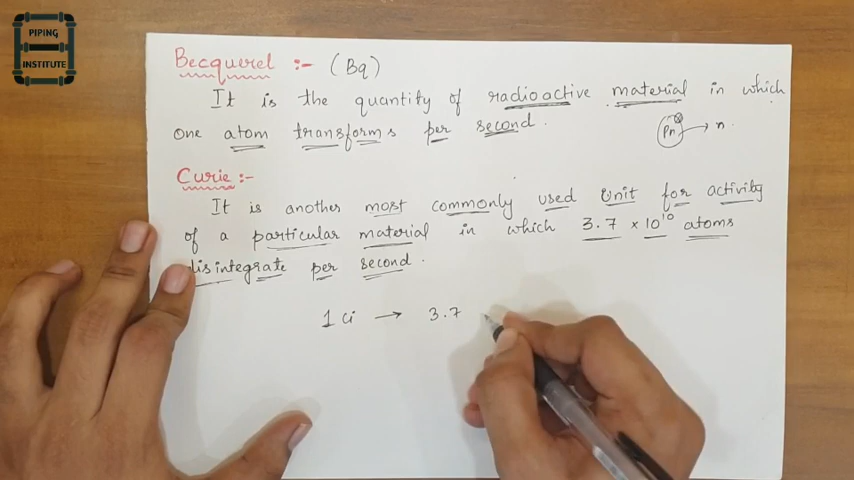 PIPING
INSTITUTE
Becquerel :- (Bq)
It is the quantity of radioactive material in which
one atom transforms per second.
Pn → n.
Curie :-
It is another most commonly used Unit for activity
of a particular material in which 3.7 × 10¹⁰ atoms
disintegrate per second.
1 Ci → 3.7